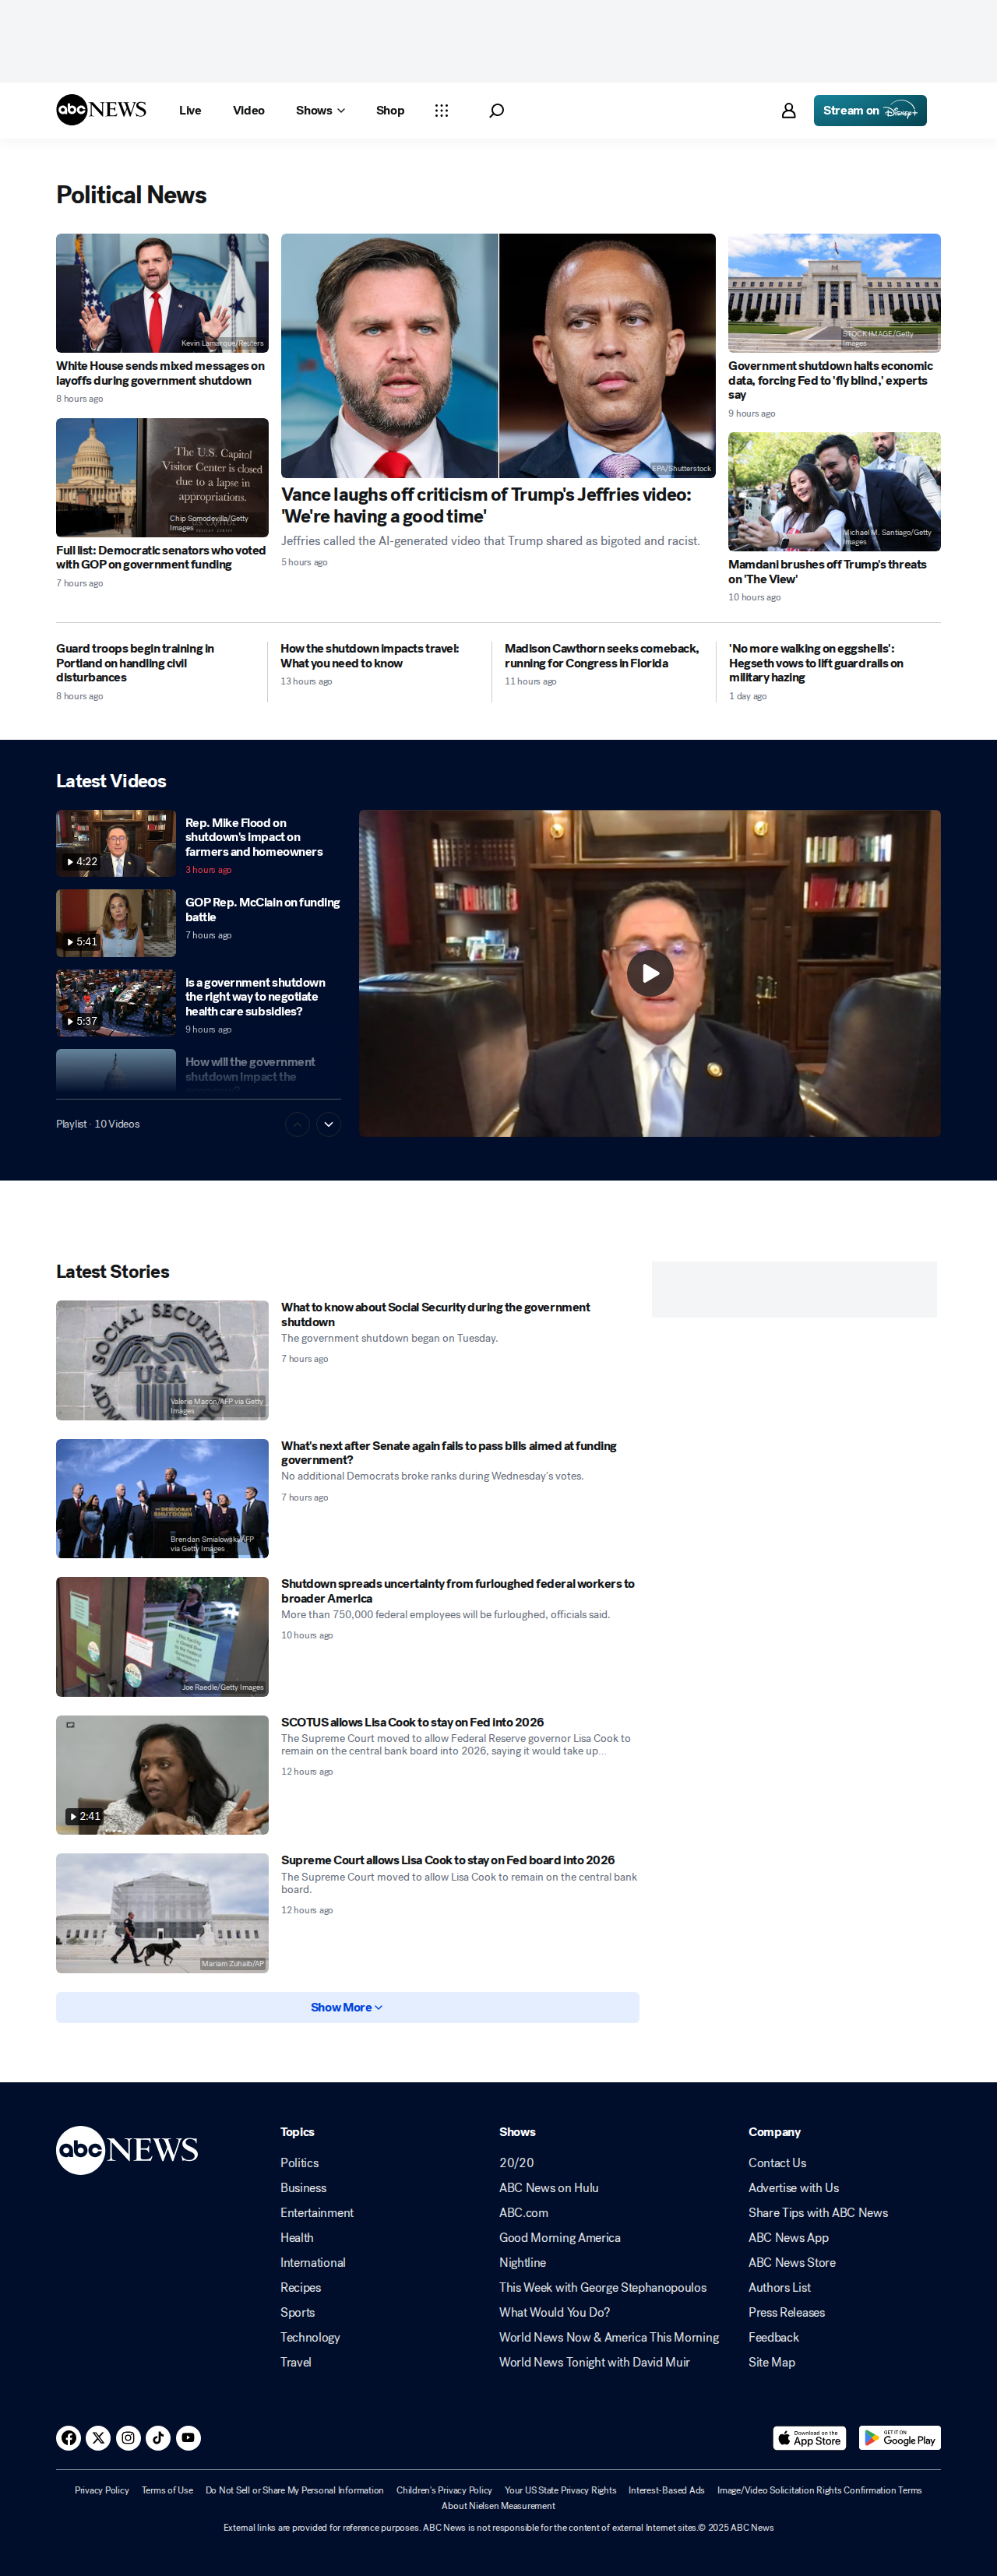 abc NEWS
Live
Video
Shows
Shop
Stream on Disney+
Political News
Kevin Lamarque/Reuters
White House sends mixed messages on
layoffs during government shutdown
8 hours ago
The U.S. Capitol
Visitor Center is closed
due to a lapse in
appropriations.
Chip Somodevilla/Getty
Images
Full list: Democratic senators who voted
with GOP on government funding
7 hours ago
EPA/Shutterstock
Vance laughs off criticism of Trump's Jeffries video:
'We're having a good time'
Jeffries called the AI-generated video that Trump shared as bigoted and racist.
5 hours ago
STOCK IMAGE/Getty
Images
Government shutdown halts economic
data, forcing Fed to 'fly blind,' experts
say
9 hours ago
Michael M. Santiago/Getty
Images
Mamdani brushes off Trump's threats
on 'The View'
10 hours ago
Guard troops begin training in
Portland on handling civil
disturbances
8 hours ago
How the shutdown impacts travel:
What you need to know
13 hours ago
Madison Cawthorn seeks comeback,
running for Congress in Florida
11 hours ago
'No more walking on eggshells':
Hegseth vows to lift guardrails on
military hazing
1 day ago
Latest Videos
4:22
Rep. Mike Flood on
shutdown's impact on
farmers and homeowners
3 hours ago
5:41
GOP Rep. McClain on funding
battle
7 hours ago
5:37
Is a government shutdown
the right way to negotiate
health care subsidies?
9 hours ago
How will the government
shutdown impact the
Playlist · 10 Videos
Latest Stories
SOCIAL SECURITY
USA
Valerie Macon/AFP via Getty
Images
What to know about Social Security during the government
shutdown
The government shutdown began on Tuesday.
7 hours ago
SHUTDOWN
Brendan Smialowski/AFP
via Getty Images
What's next after Senate again fails to pass bills aimed at funding
government?
No additional Democrats broke ranks during Wednesday's votes.
7 hours ago
Joe Raedle/Getty Images
Shutdown spreads uncertainty from furloughed federal workers to
broader America
More than 750,000 federal employees will be furloughed, officials said.
10 hours ago
2:41
SCOTUS allows Lisa Cook to stay on Fed into 2026
The Supreme Court moved to allow Federal Reserve governor Lisa Cook to
remain on the central bank board into 2026, saying it would take up...
12 hours ago
Mariam Zuhaib/AP
Supreme Court allows Lisa Cook to stay on Fed board into 2026
The Supreme Court moved to allow Lisa Cook to remain on the central bank
board.
12 hours ago
Show More
abc NEWS
Topics
Politics
Business
Entertainment
Health
International
Recipes
Sports
Technology
Travel
Shows
20/20
ABC News on Hulu
ABC.com
Good Morning America
Nightline
This Week with George Stephanopoulos
What Would You Do?
World News Now & America This Morning
World News Tonight with David Muir
Company
Contact Us
Advertise with Us
Share Tips with ABC News
ABC News App
ABC News Store
Authors List
Press Releases
Feedback
Site Map
Download on the
App Store
GET IT ON
Google Play
Privacy Policy Terms of Use Do Not Sell or Share My Personal Information Children's Privacy Policy Your US State Privacy Rights Interest-Based Ads Image/Video Solicitation Rights Confirmation Terms
About Nielsen Measurement
External links are provided for reference purposes. ABC News is not responsible for the content of external Internet sites.© 2025 ABC News